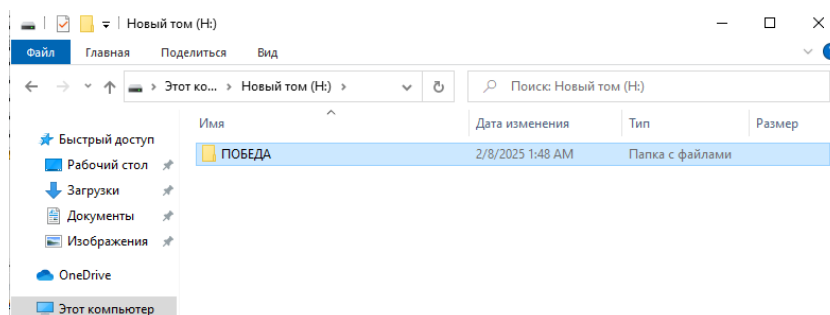 Новый том (H:)
Файл Главная Поделиться Вид
Этот ко... Новый том (H:) Поиск: Новый том (H:)
Имя Дата изменения Тип Размер
Быстрый доступ
ПОБЕДА 2/8/2025 1:48 AM Папка с файлами
Рабочий стол
Загрузки
Документы
Изображения
OneDrive
Этот компьютер